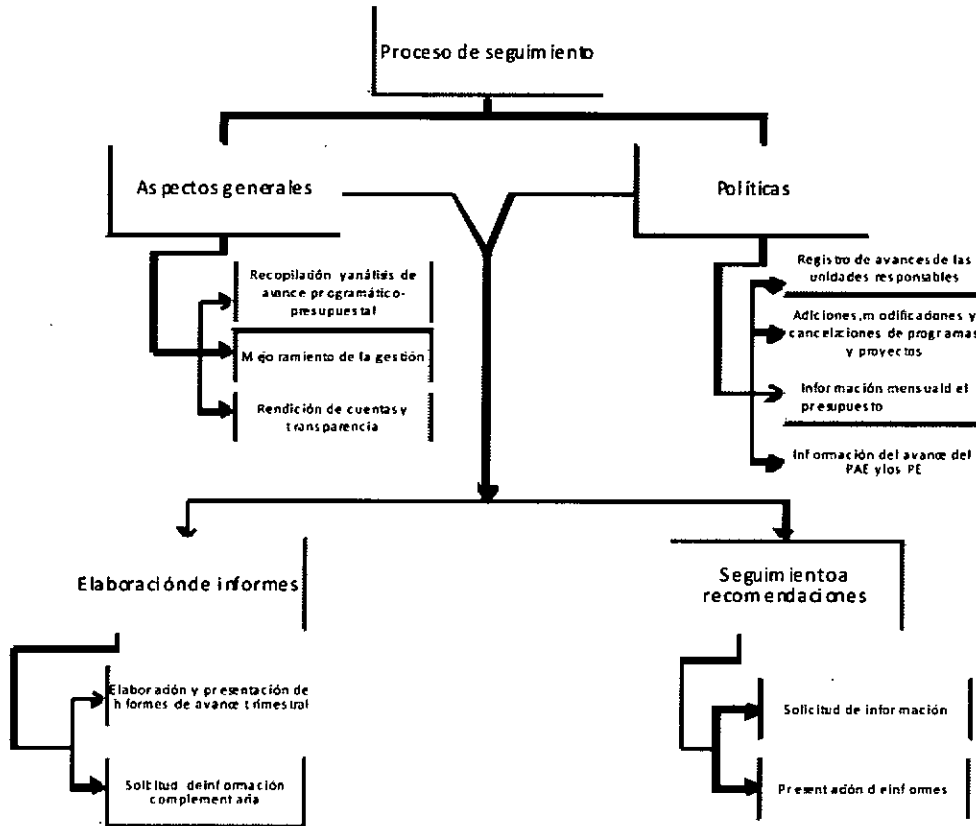 Proceso de seguimiento
Aspectos generales
Políticas
Recopilación y análisis de
avance programático-
presupuestal
Mejoramiento de la gestión
Rendición de cuentas y
transparencia
Registro de avances de las
unidades responsables
Adiciones, modificaciones y
cancelaciones de programas
y proyectos
Información mensual del
presupuesto
Información del avance del
PAE y los PE
Elaboración de informes
Elaboración y presentación de
informes de avance trimestral
Solicitud de información
complementaria
Seguimiento a
recomendaciones
Solicitud de información
Presentación de informes